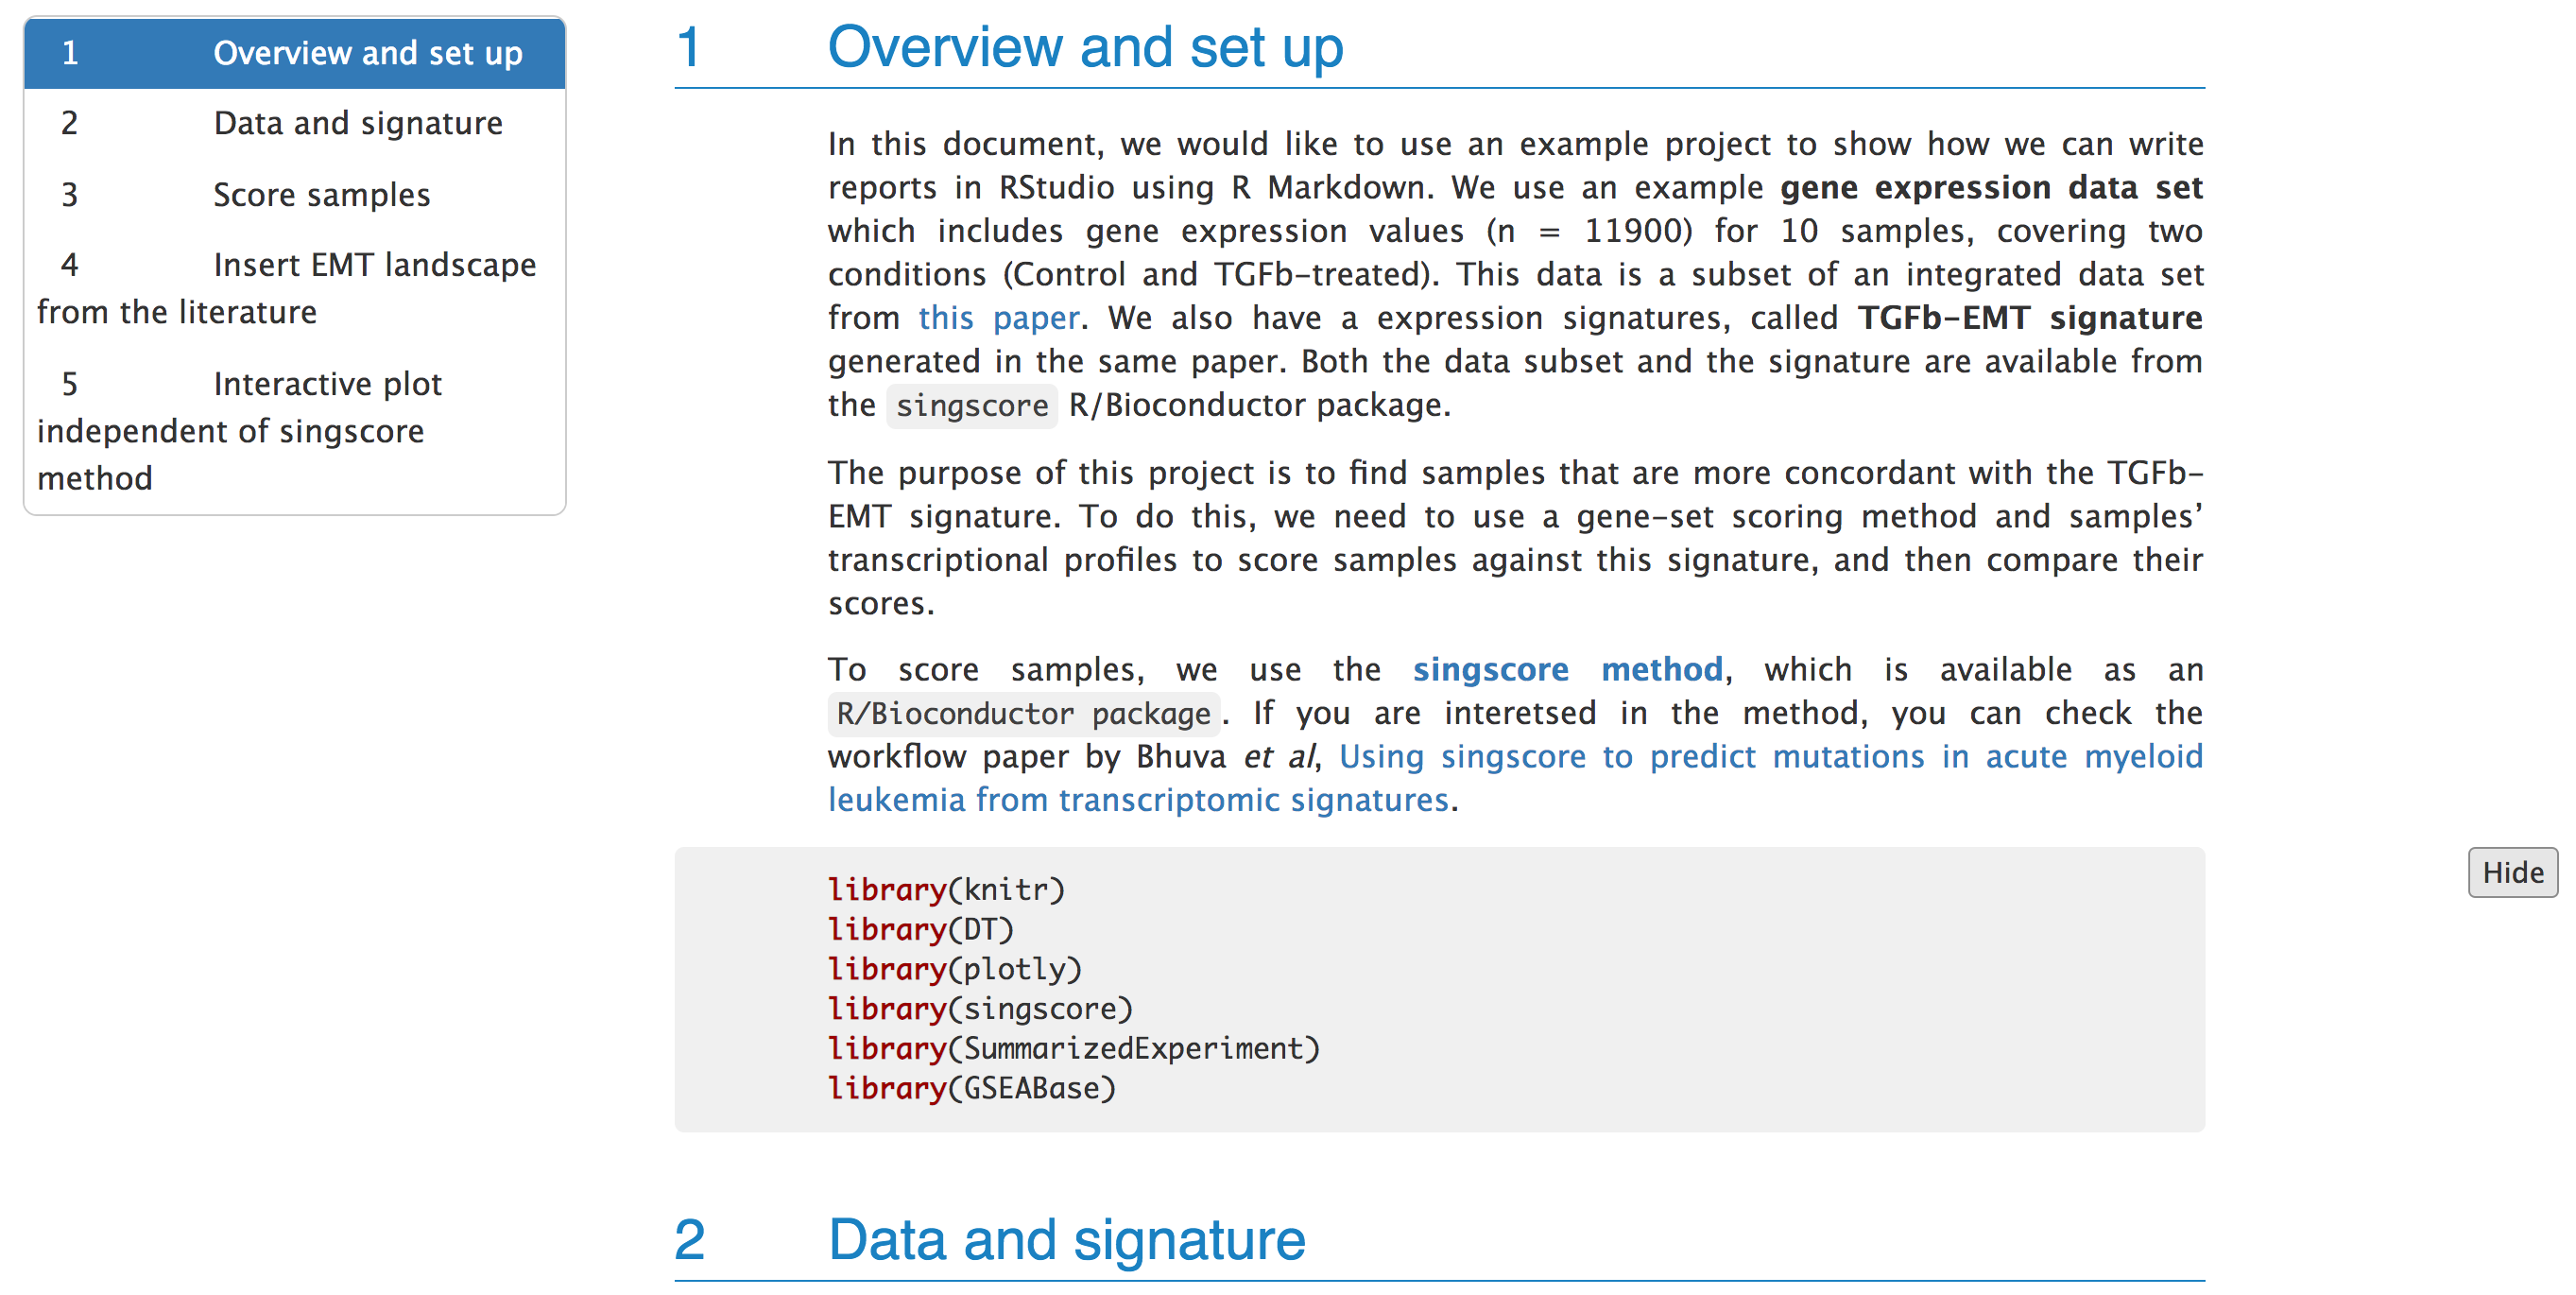 1 Overview and set up
2 Data and signature
3 Score samples
4 Insert EMT landscape
from the literature
5 Interactive plot
independent of singscore
method
1 Overview and set up
In this document, we would like to use an example project to show how we can write
reports in RStudio using R Markdown. We use an example gene expression data set
which includes gene expression values (n = 11900) for 10 samples, covering two
conditions (Control and TGFb-treated). This data is a subset of an integrated data set
from this paper. We also have a expression signatures, called TGFb-EMT signature
generated in the same paper. Both the data subset and the signature are available from
the singscore R/Bioconductor package.
The purpose of this project is to find samples that are more concordant with the TGFb-
EMT signature. To do this, we need to use a gene-set scoring method and samples’
transcriptional profiles to score samples against this signature, and then compare their
scores.
To score samples, we use the singscore method, which is available as an
R/Bioconductor package. If you are interetsed in the method, you can check the
workflow paper by Bhuva et al, Using singscore to predict mutations in acute myeloid
leukemia from transcriptomic signatures.
Hide
library(knitr)
library(DT)
library(plotly)
library(singscore)
library(SummarizedExperiment)
library(GSEABase)
2 Data and signature